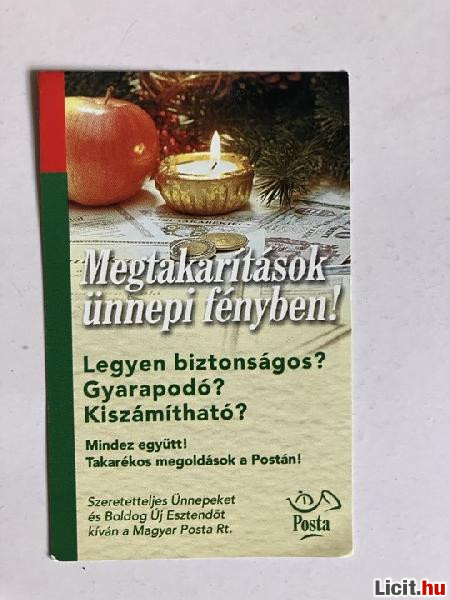 Megtakarítások
ünnepi fényben!
Legyen biztonságos?
Gyarapodó?
Kiszámítható?
Mindez együtt!
Takarékos megoldások a Postán!
Szeretetteljes Ünnepeket
és Boldog Új Esztendőt
kíván a Magyar Posta Rt.
Posta
Licit.hu